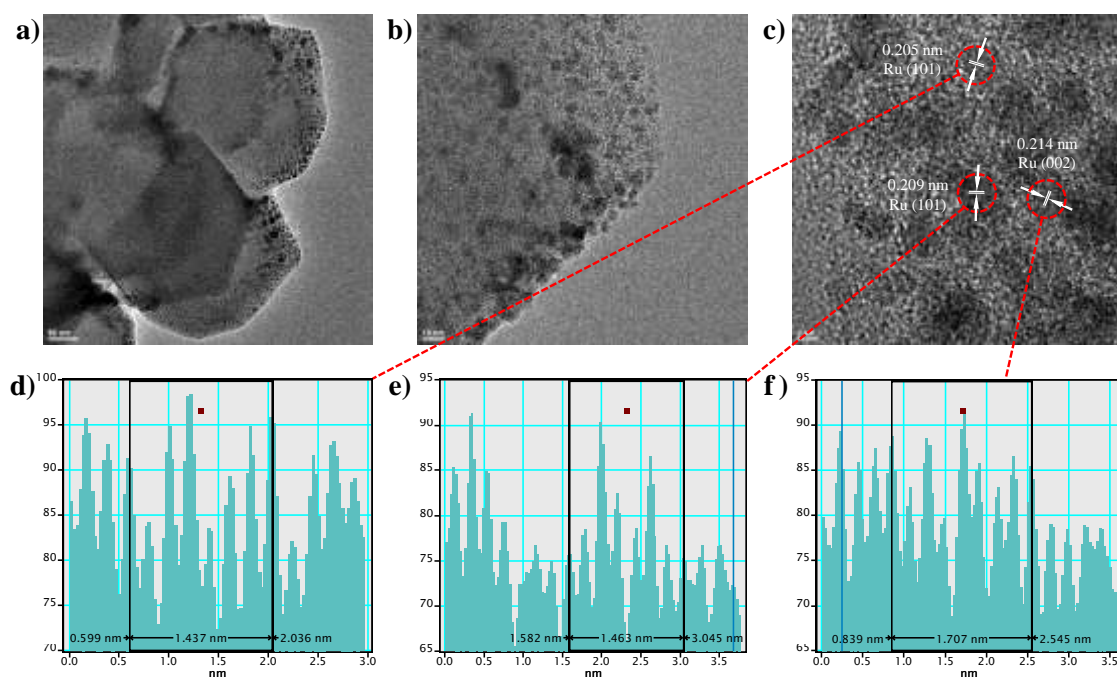 a)
b)
c)
0.205 nm
Ru (101)
0.214 nm
Ru (002)
0.209 nm
Ru (101)
d)
100
95
90
85
80
75
70
0.599 nm
1.437 nm
2.036 nm
0.0 0.5 1.0 1.5 2.0 2.5 3.0
nm
e)
95
90
85
80
75
70
65
1.582 nm
1.463 nm
3.045 nm
0.0 0.5 1.0 1.5 2.0 2.5 3.0 3.5
nm
f)
95
90
85
80
75
70
65
0.839 nm
1.707 nm
2.545 nm
0.0 0.5 1.0 1.5 2.0 2.5 3.0 3.5
nm